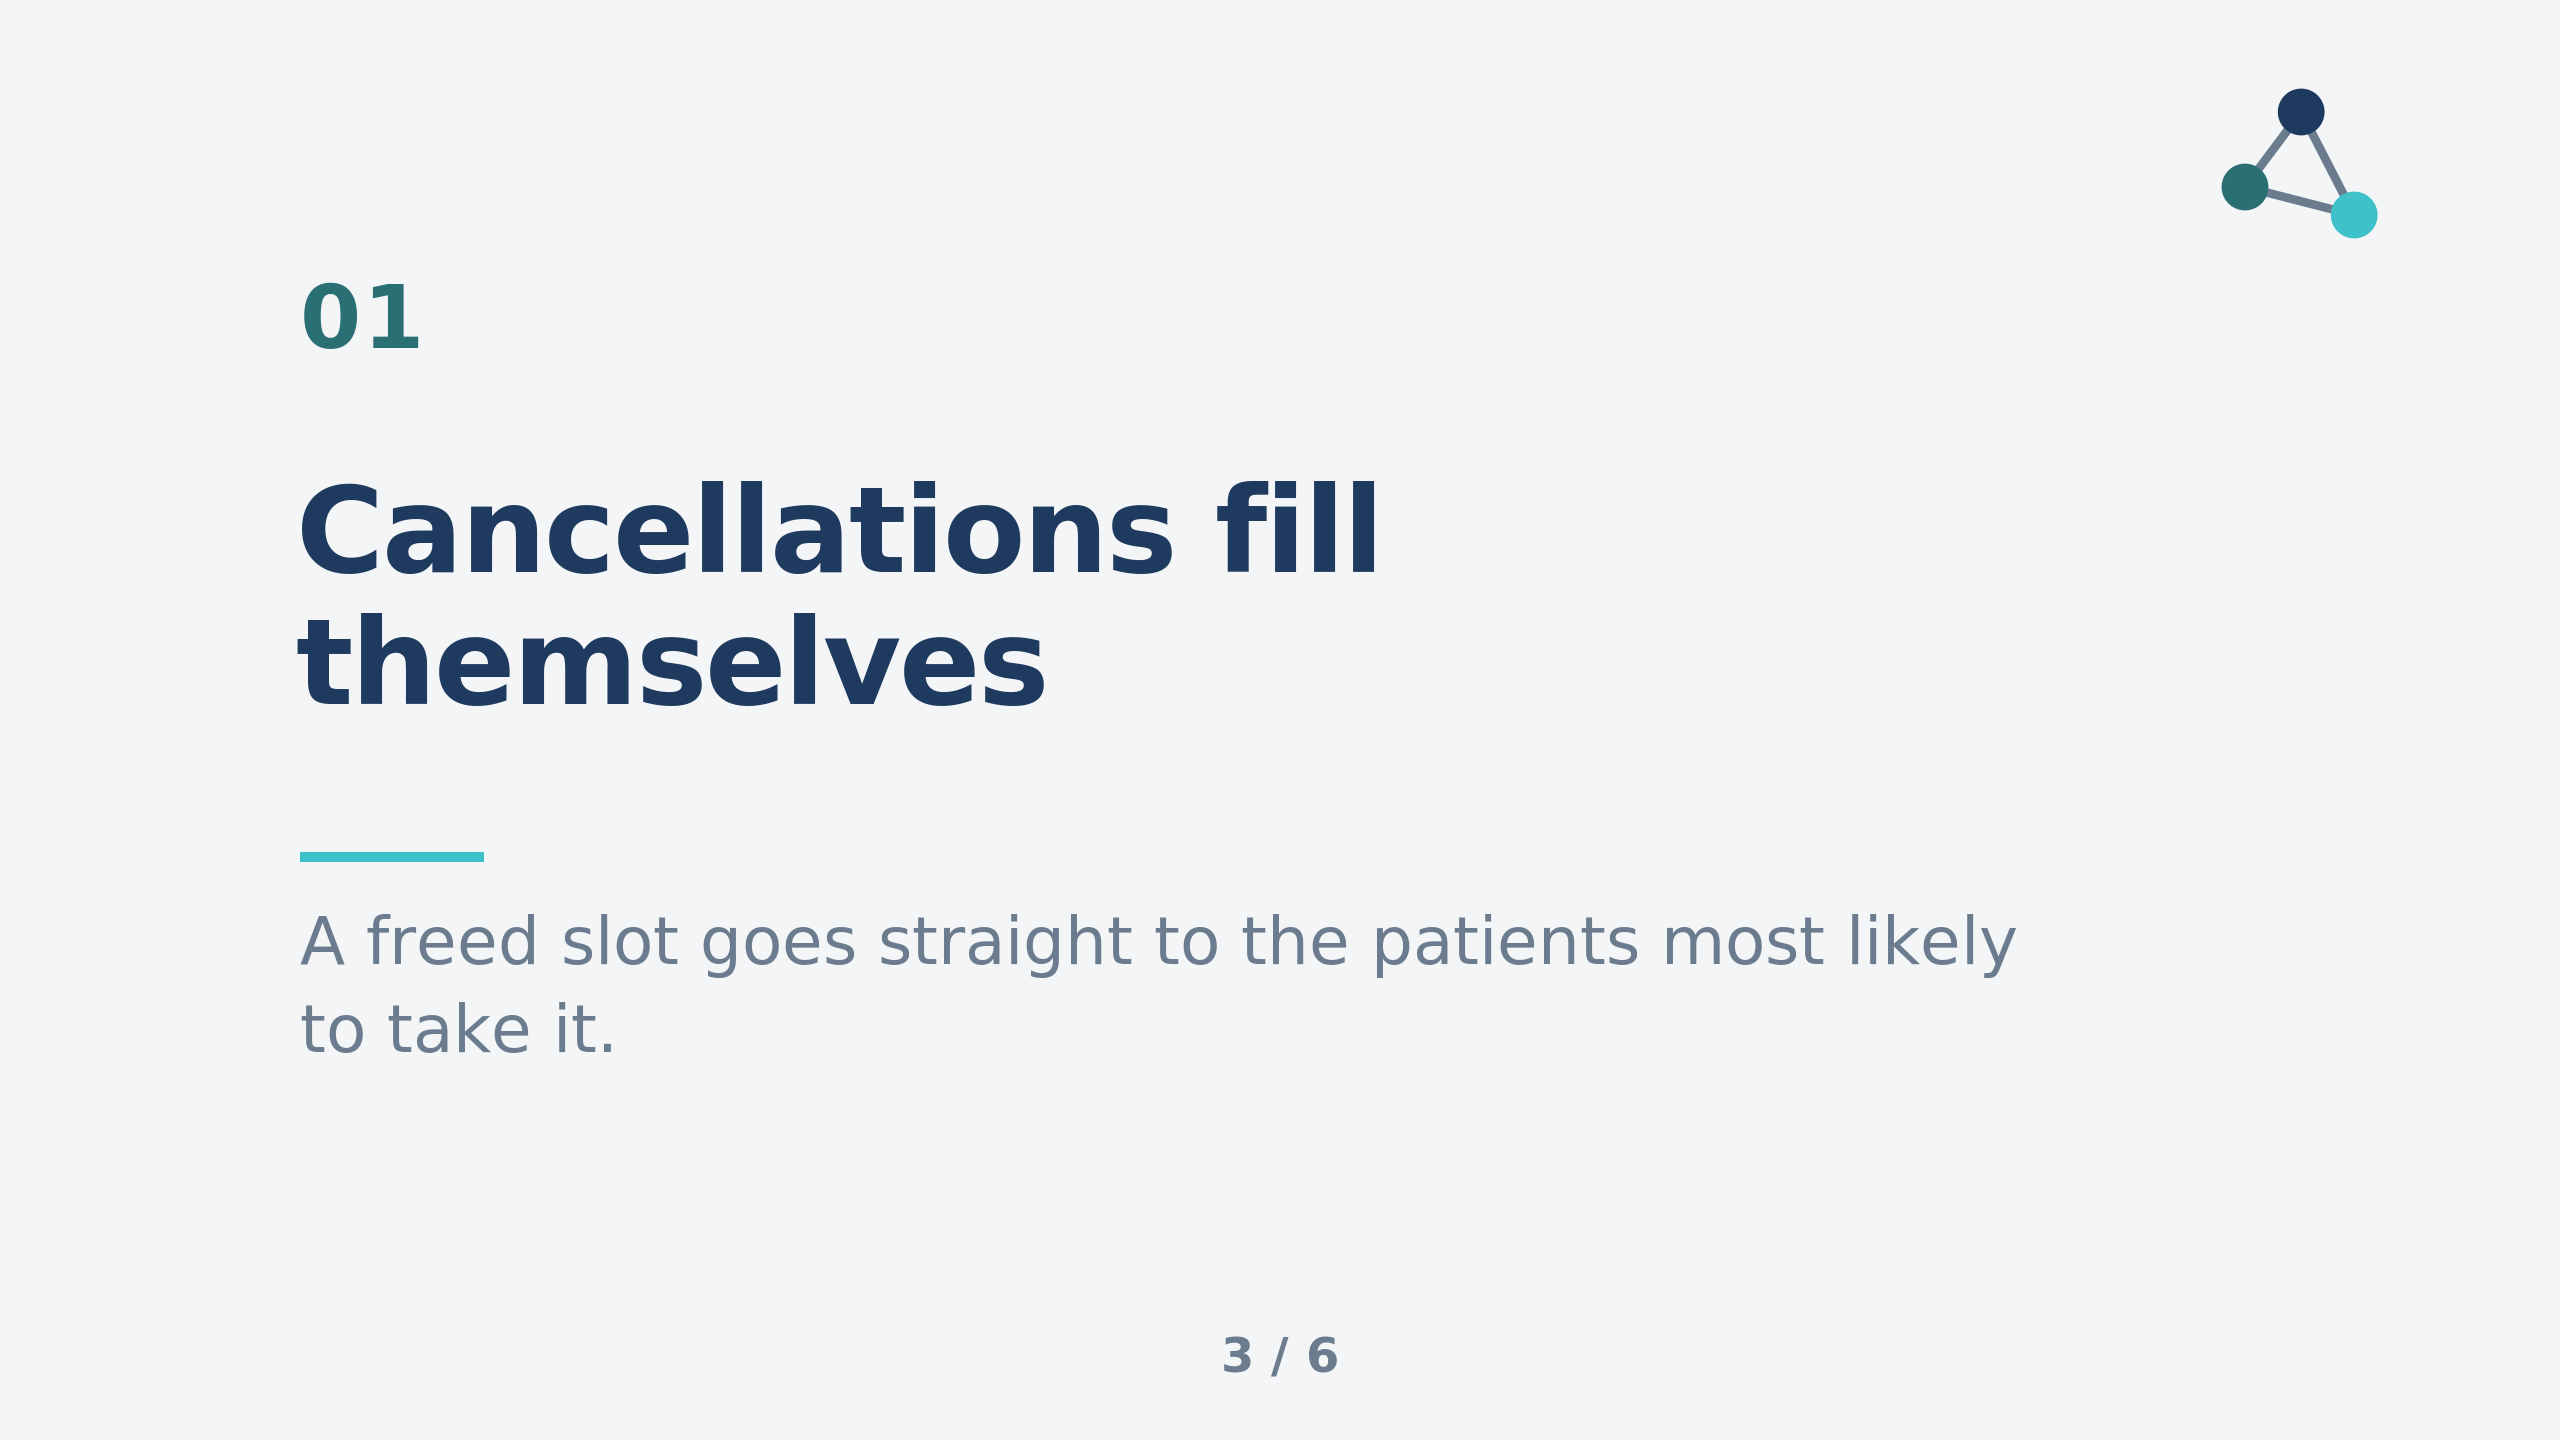 01
Cancellations fill
themselves
A freed slot goes straight to the patients most likely
to take it.
3 / 6